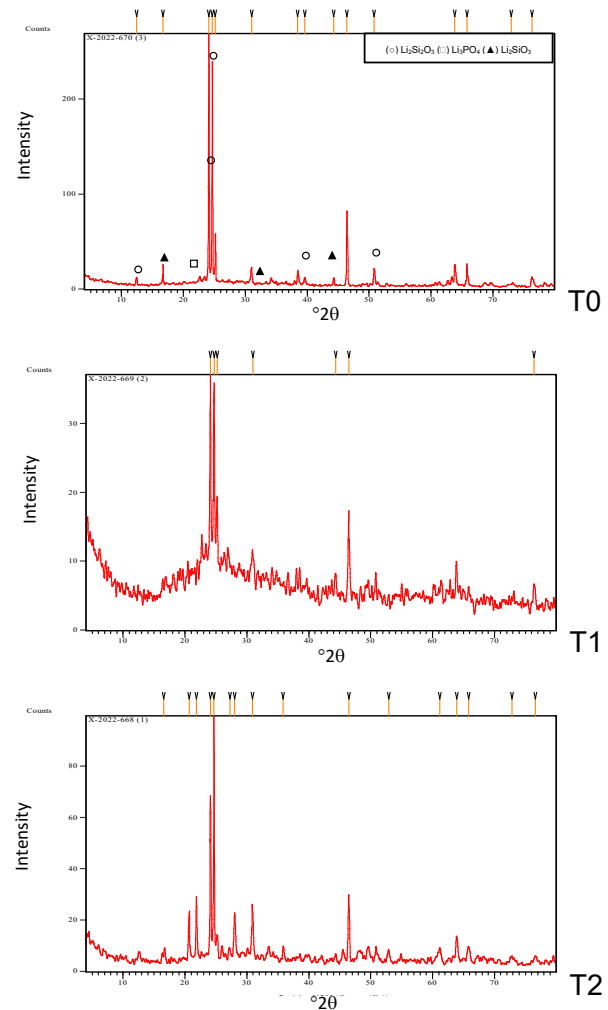 Counts
X-2022-670 (3)
(○) Li₂Si₂O₃ (□) Li₃PO₄ (▲) Li₂SiO₃
Intensity
200
100
0
10 20 30 40 50 60 70
°2θ
T0
Counts
X-2022-669 (2)
Intensity
30
20
10
0
10 20 30 40 50 60 70
°2θ
T1
Counts
X-2022-668 (1)
Intensity
80
60
40
20
0
10 20 30 40 50 60 70
°2θ
T2